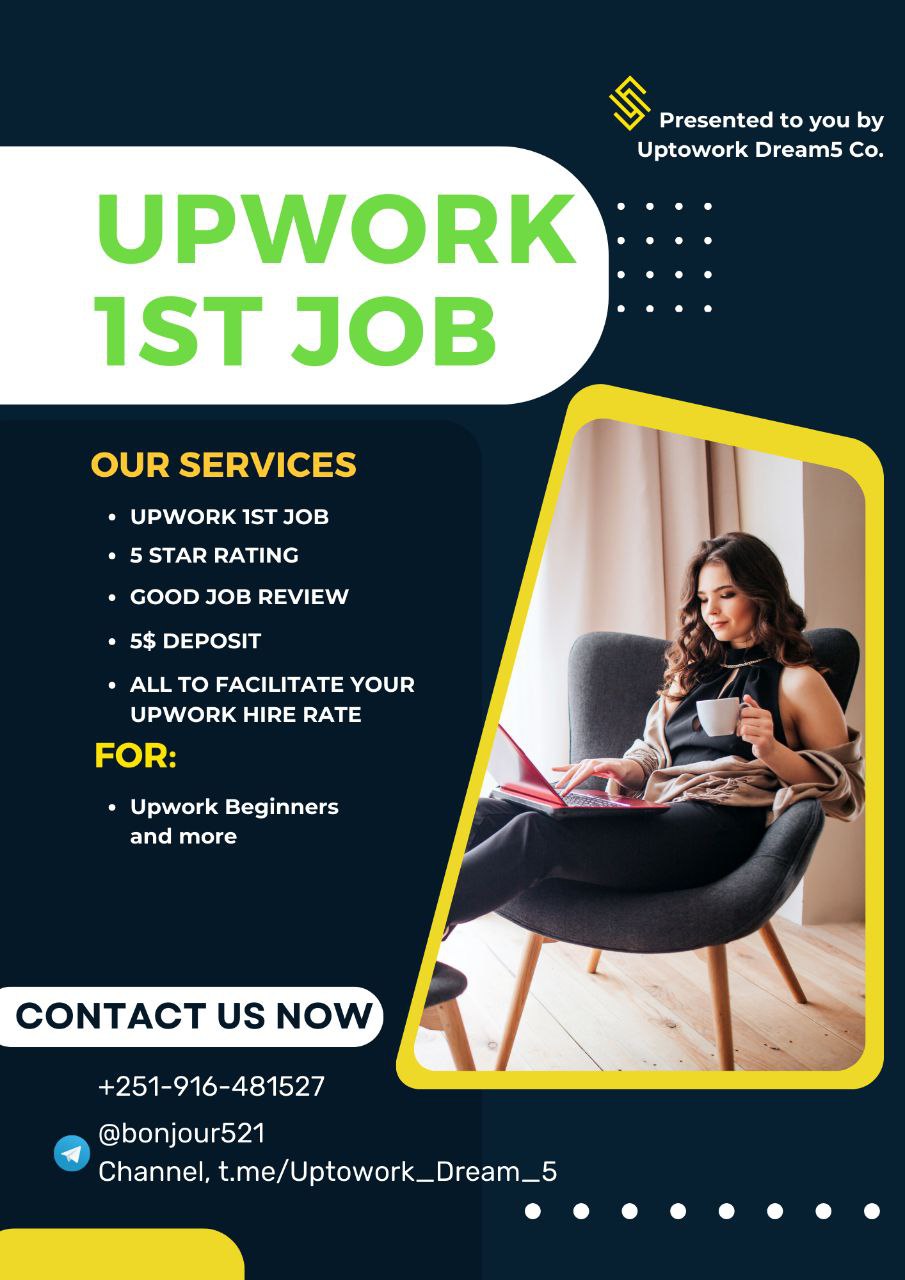 Presented to you by
Uptowork Dream5 Co.
UPWORK
1ST JOB
OUR SERVICES
• UPWORK 1ST JOB
• 5 STAR RATING
• GOOD JOB REVIEW
• 5$ DEPOSIT
• ALL TO FACILITATE YOUR
UPWORK HIRE RATE
FOR:
• Upwork Beginners
and more
CONTACT US NOW
+251-916-481527
@bonjour521
Channel, t.me/Uptowork_Dream_5